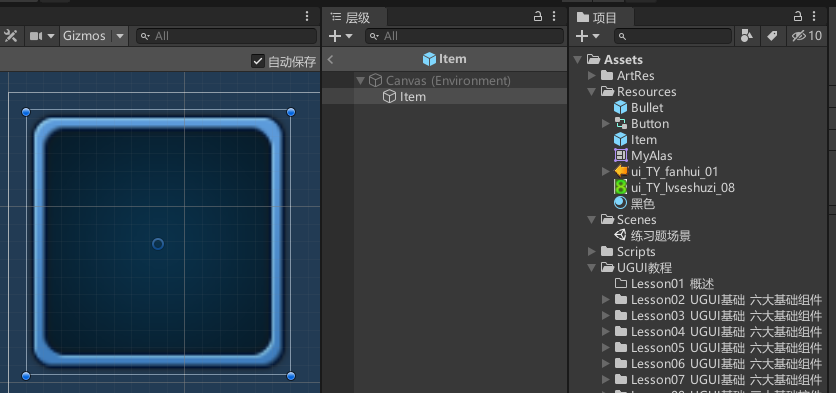 Gizmos
All
自动保存
层级
All
Item
Canvas (Environment)
Item
项目
10
Assets
ArtRes
Resources
Bullet
Button
Item
MyAlas
ui_TY_fanhui_01
ui_TY_lvseshuzi_08
黑色
Scenes
练习题场景
Scripts
UGUI教程
Lesson01 概述
Lesson02 UGUI基础 六大基础组件
Lesson03 UGUI基础 六大基础组件
Lesson04 UGUI基础 六大基础组件
Lesson05 UGUI基础 六大基础组件
Lesson06 UGUI基础 六大基础组件
Lesson07 UGUI基础 六大基础组件